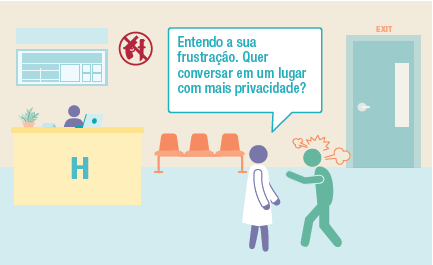 EXIT
Entendo a sua
frustração. Quer
conversar em um lugar
com mais privacidade?
H